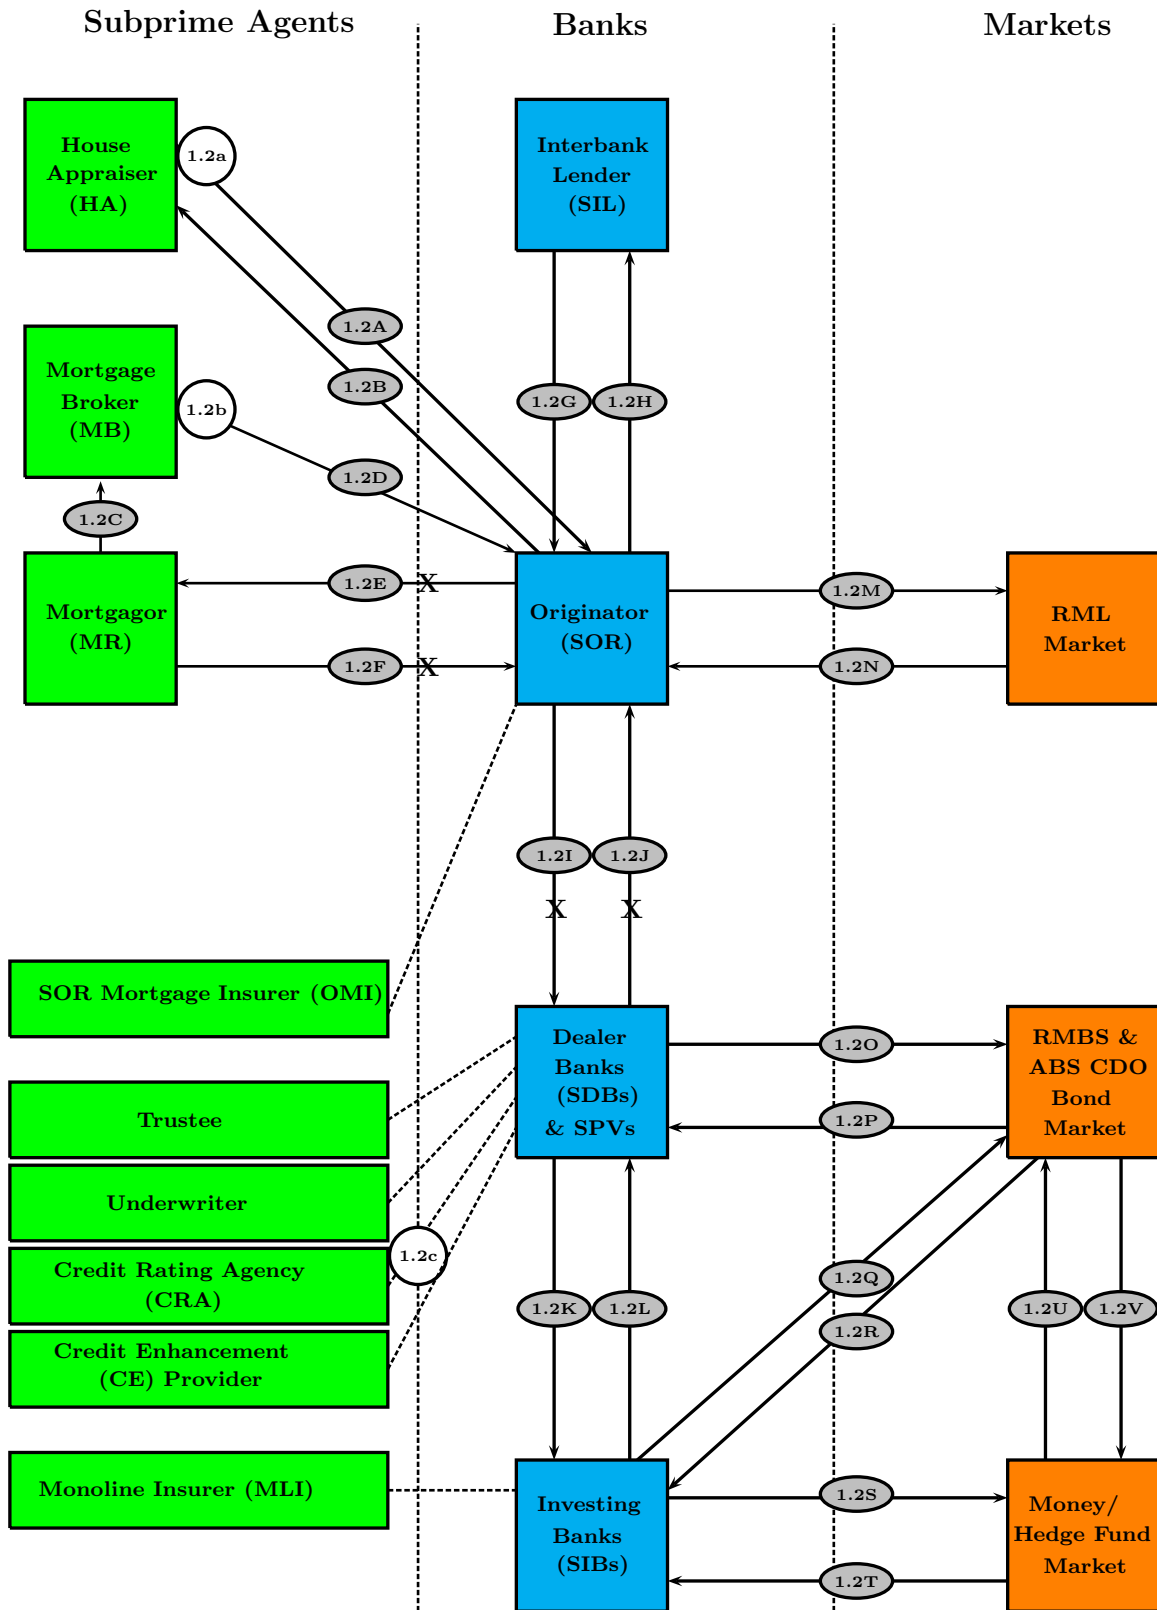 Subprime Agents
Banks
Markets
House
Appraiser
(HA)
1.2a
Interbank
Lender
(SIL)
1.2A
1.2B
Mortgage
Broker
(MB)
1.2b
1.2G
1.2H
1.2D
1.2C
Mortgagor
(MR)
1.2E
X
1.2F
X
Originator
(SOR)
1.2M
1.2N
RML
Market
1.2I
1.2J
X
X
SOR Mortgage Insurer (OMI)
Trustee
Underwriter
Credit Rating Agency
(CRA)
1.2c
Credit Enhancement
(CE) Provider
Monoline Insurer (MLI)
Dealer
Banks
(SDBs)
& SPVs
1.2O
1.2P
RMBS &
ABS CDO
Bond
Market
1.2K
1.2L
1.2Q
1.2R
1.2U
1.2V
Investing
Banks
(SIBs)
1.2S
1.2T
Money/
Hedge Fund
Market